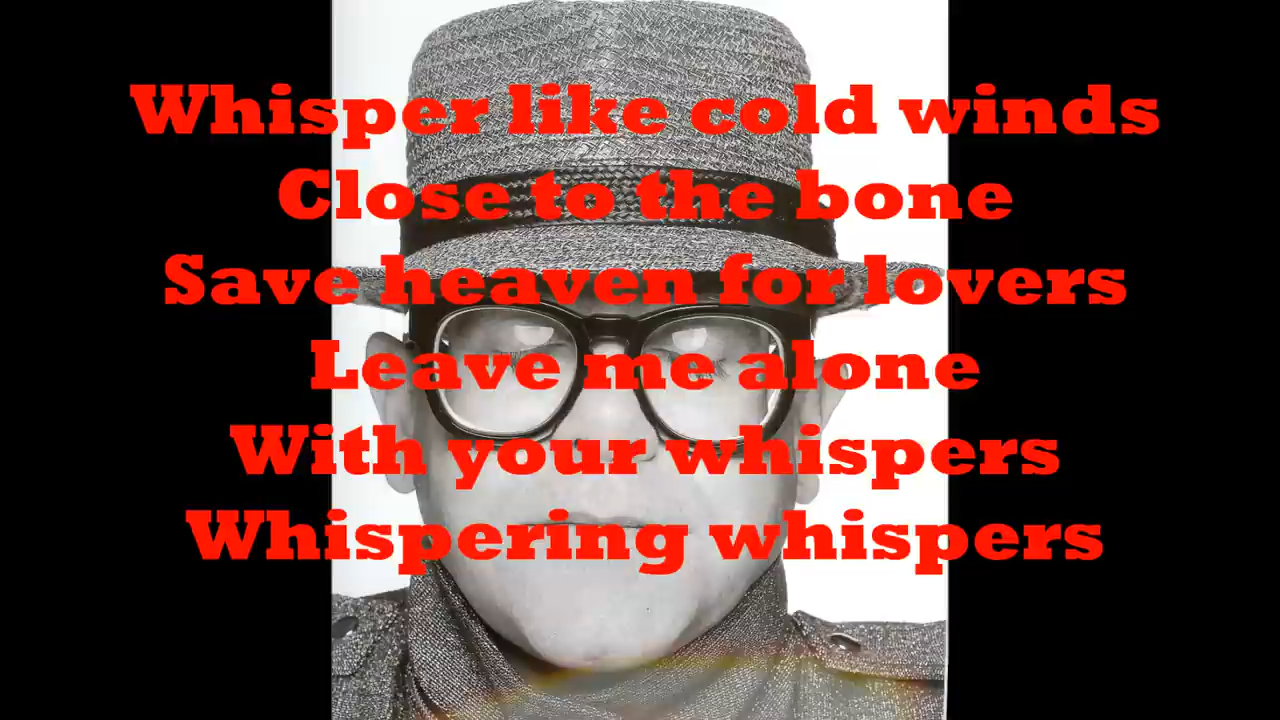 Whisper like cold winds
Close to the bone
Save heaven for lovers
Leave me alone
With your whispers
Whispering whispers